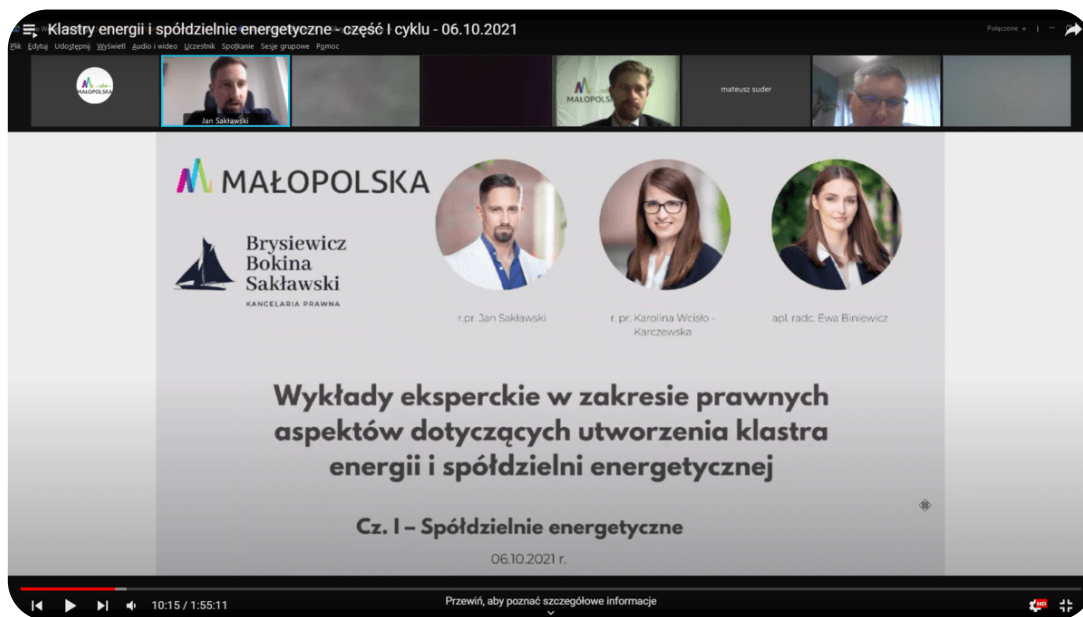 Klastry energii i spółdzielnie energetyczne - część I cyklu - 06.10.2021
Połączone
Plik Edytuj Udostępnij Wyświetl Audio i wideo Uczestnik Spotkanie Sesje grupowe Pomoc
MAŁOPOLSKA
Jan Sakławski
MAŁOPOLS
mateusz suder
MAŁOPOLSKA
Brysiewicz
Bokina
Sakławski
KANCELARIA PRAWNA
r.pr. Jan Sakławski
r. pr. Karolina Wcisło -
Karczewska
apl. radc. Ewa Biniewicz
Wykłady eksperckie w zakresie prawnych
aspektów dotyczących utworzenia klastra
energii i spółdzielni energetycznej
Cz. I – Spółdzielnie energetyczne
06.10.2021 r.
10:15 / 1:55:11
Przewiń, aby poznać szczegółowe informacje
HD